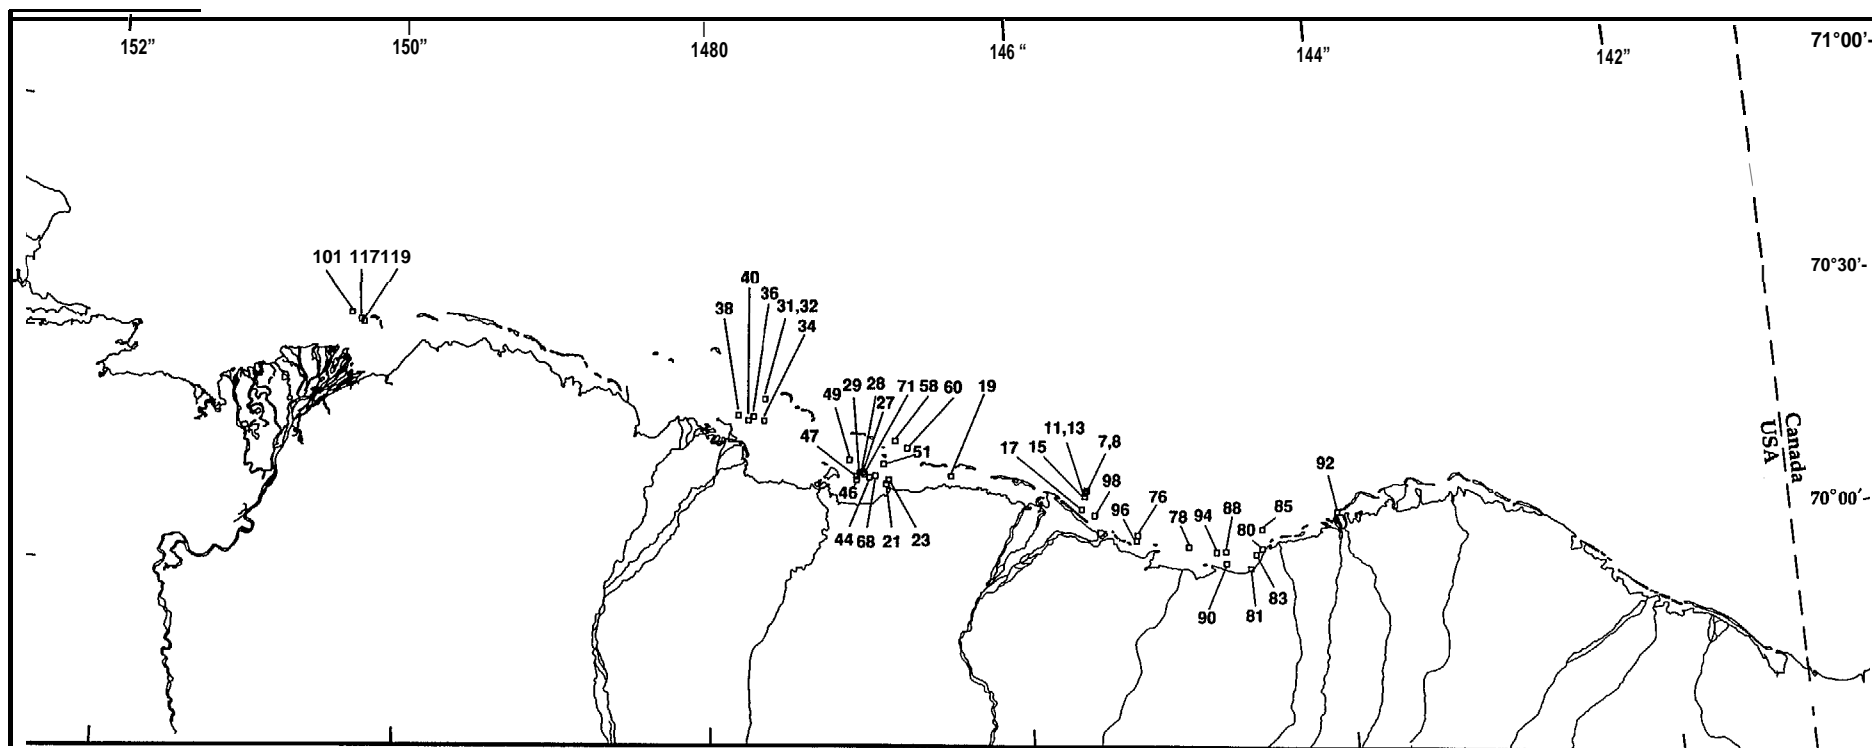 152” 150” 1480 146 “ 144” 142” 71°00’-
101 117119 70°30’-
40
36
38 31,32
34
49 29 28 71 58 60 19
27
47 51
11,13 7,8
17 15
98
46
96 76
78 94 88 85
80
92
44 68 21 23
83
90 81
Canada
USA
70°00’-